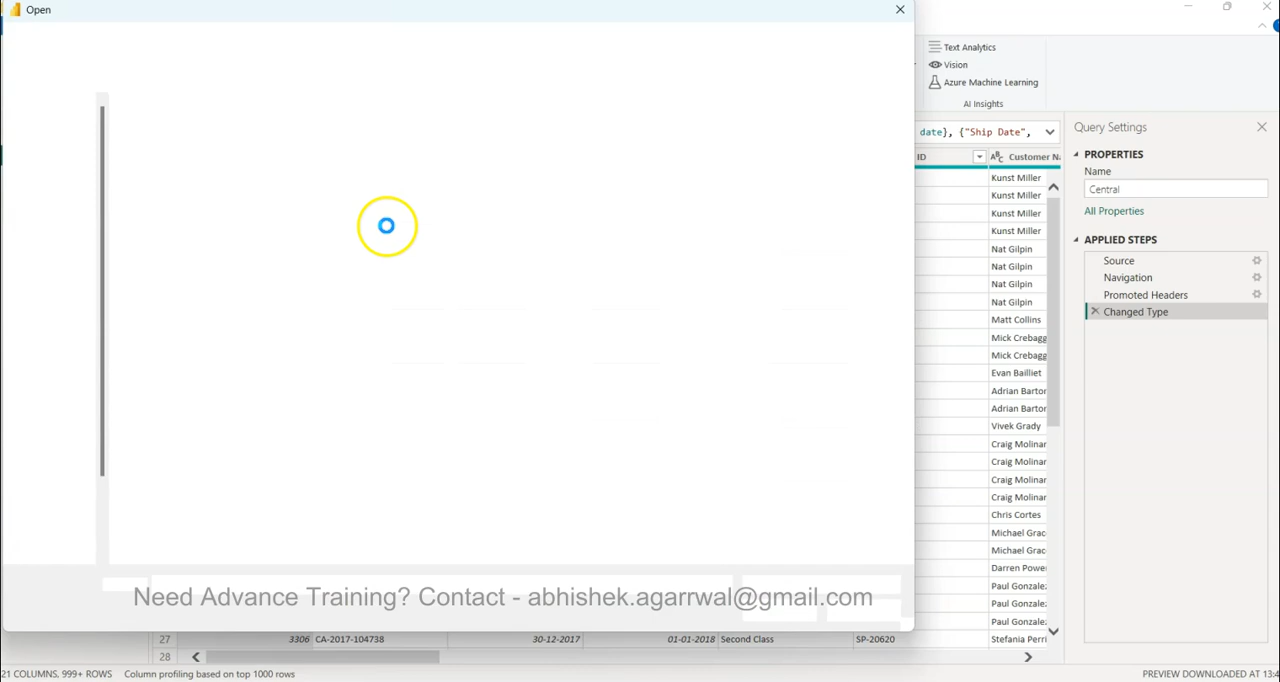 Open
Text Analytics
Vision
Azure Machine Learning
AI Insights
date}, {"Ship Date",
ID
Customer Na
Kunst Miller
Kunst Miller
Kunst Miller
Kunst Miller
Nat Gilpin
Nat Gilpin
Nat Gilpin
Nat Gilpin
Matt Collins
Mick Crebagg
Mick Crebagg
Evan Bailliet
Adrian Barton
Adrian Barton
Vivek Grady
Craig Molinar
Craig Molinar
Craig Molinar
Craig Molinar
Chris Cortes
Michael Grac
Michael Grac
Darren Power
Paul Gonzalez
Paul Gonzalez
Paul Gonzalez
Stefania Perri
Query Settings
PROPERTIES
Name
Central
All Properties
APPLIED STEPS
Source
Navigation
Promoted Headers
Changed Type
Need Advance Training? Contact - abhishek.agarrwal@gmail.com
27 3306 CA-2017-104738 30-12-2017 01-01-2018 Second Class SP-20620
28
21 COLUMNS, 999+ ROWS Column profiling based on top 1000 rows
PREVIEW DOWNLOADED AT 13:4